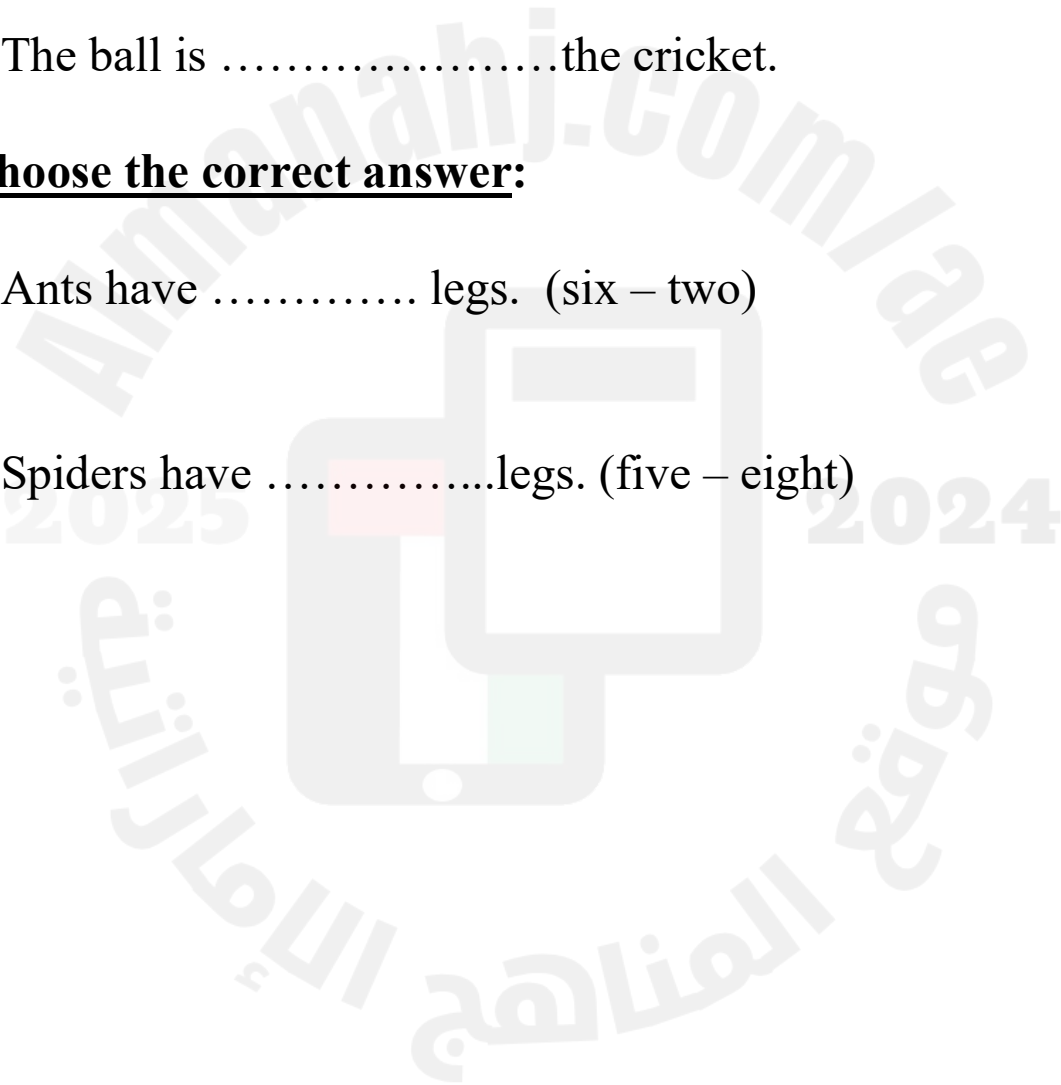 The ball is …………………the cricket.
hoose the correct answer:
Ants have …………. legs. (six – two)
Spiders have …………...legs. (five – eight)
2025
2024
Almanahj.com/ae
موقع المناهج الإماراتية